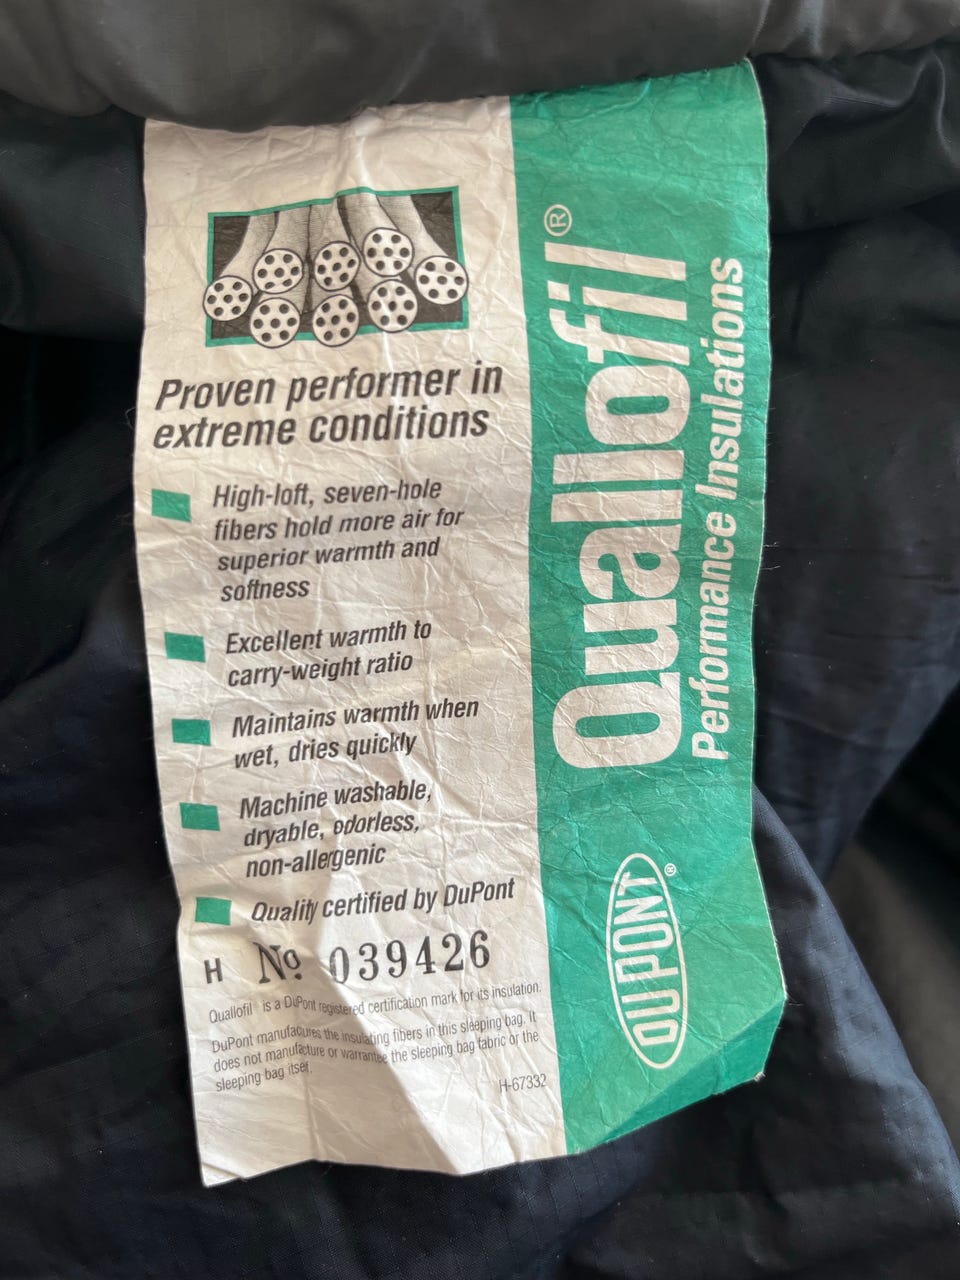 Proven performer in
extreme conditions
High-loft, seven-hole
fibers hold more air for
superior warmth and
softness
Excellent warmth to
carry-weight ratio
Maintains warmth when
wet, dries quickly
Machine washable,
dryable, odorless,
non-allergenic
Quality certified by DuPont
H No 039426
Quallofil is a DuPont registered certification mark for its insulation.
DuPont manufactures the insulating fibers in this sleeping bag. It
does not manufacture or warrantee the sleeping bag fabric or the
sleeping bag itself.
H-67332
Quallofil®
Performance Insulations
DUPONT®